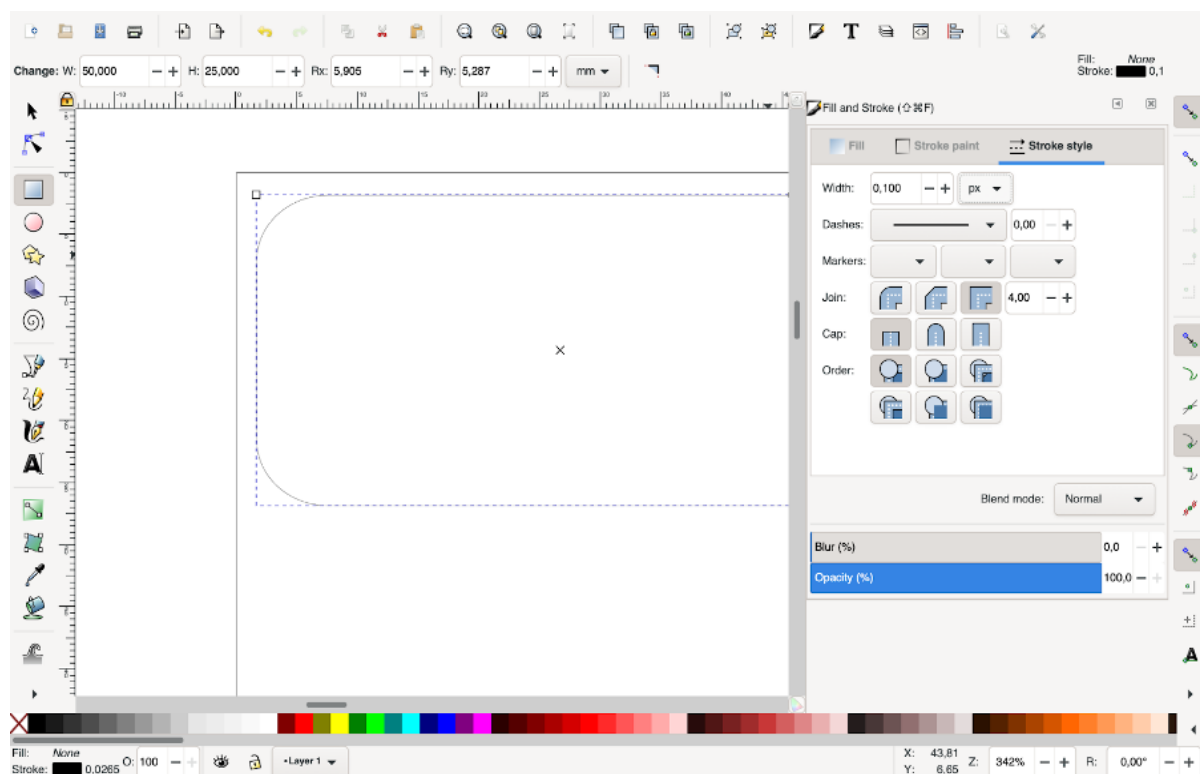 Change: W: 50,000 − + H: 25,000 − + Rx: 5,905 − + Ry: 5,287 − + mm
Fill: None
Stroke: 0,1
Fill and Stroke (⇧⌘F)
Fill Stroke paint Stroke style
Width: 0,100 − + px
Dashes: 0,00 − +
Markers:
Join: 4,00 − +
Cap:
Order:
Blend mode: Normal
Blur (%) 0,0 − +
Opacity (%) 100,0 − +
Fill: None
Stroke: 0,0265 O: 100 − + •Layer 1
X: 43,81
Y: 6,65
Z: 342% − + R: 0,00° − +